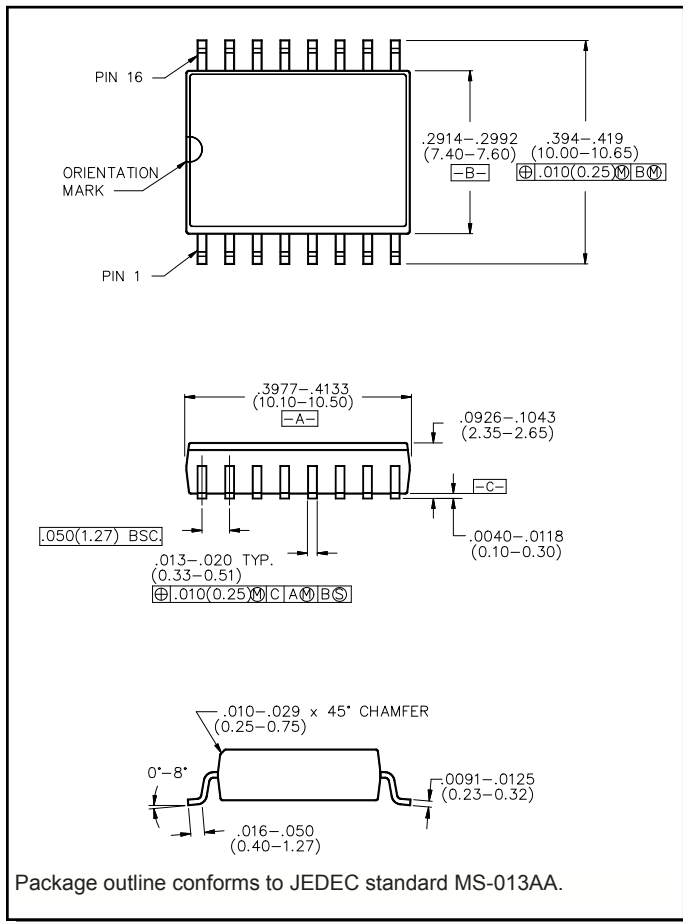 PIN 16
ORIENTATION
MARK
PIN 1
.2914–.2992
(7.40–7.60)
–B–
.394–.419
(10.00–10.65)
⊕ .010(0.25)Ⓜ BⓂ
.3977–.4133
(10.10–10.50)
–A–
.0926–.1043
(2.35–2.65)
–C–
.050(1.27) BSC.
.0040–.0118
(0.10–0.30)
.013–.020 TYP.
(0.33–0.51)
⊕ .010(0.25)Ⓜ C AⓂ BⓈ
.010–.029 x 45° CHAMFER
(0.25–0.75)
0°–8°
.0091–.0125
(0.23–0.32)
.016–.050
(0.40–1.27)
Package outline conforms to JEDEC standard MS-013AA.